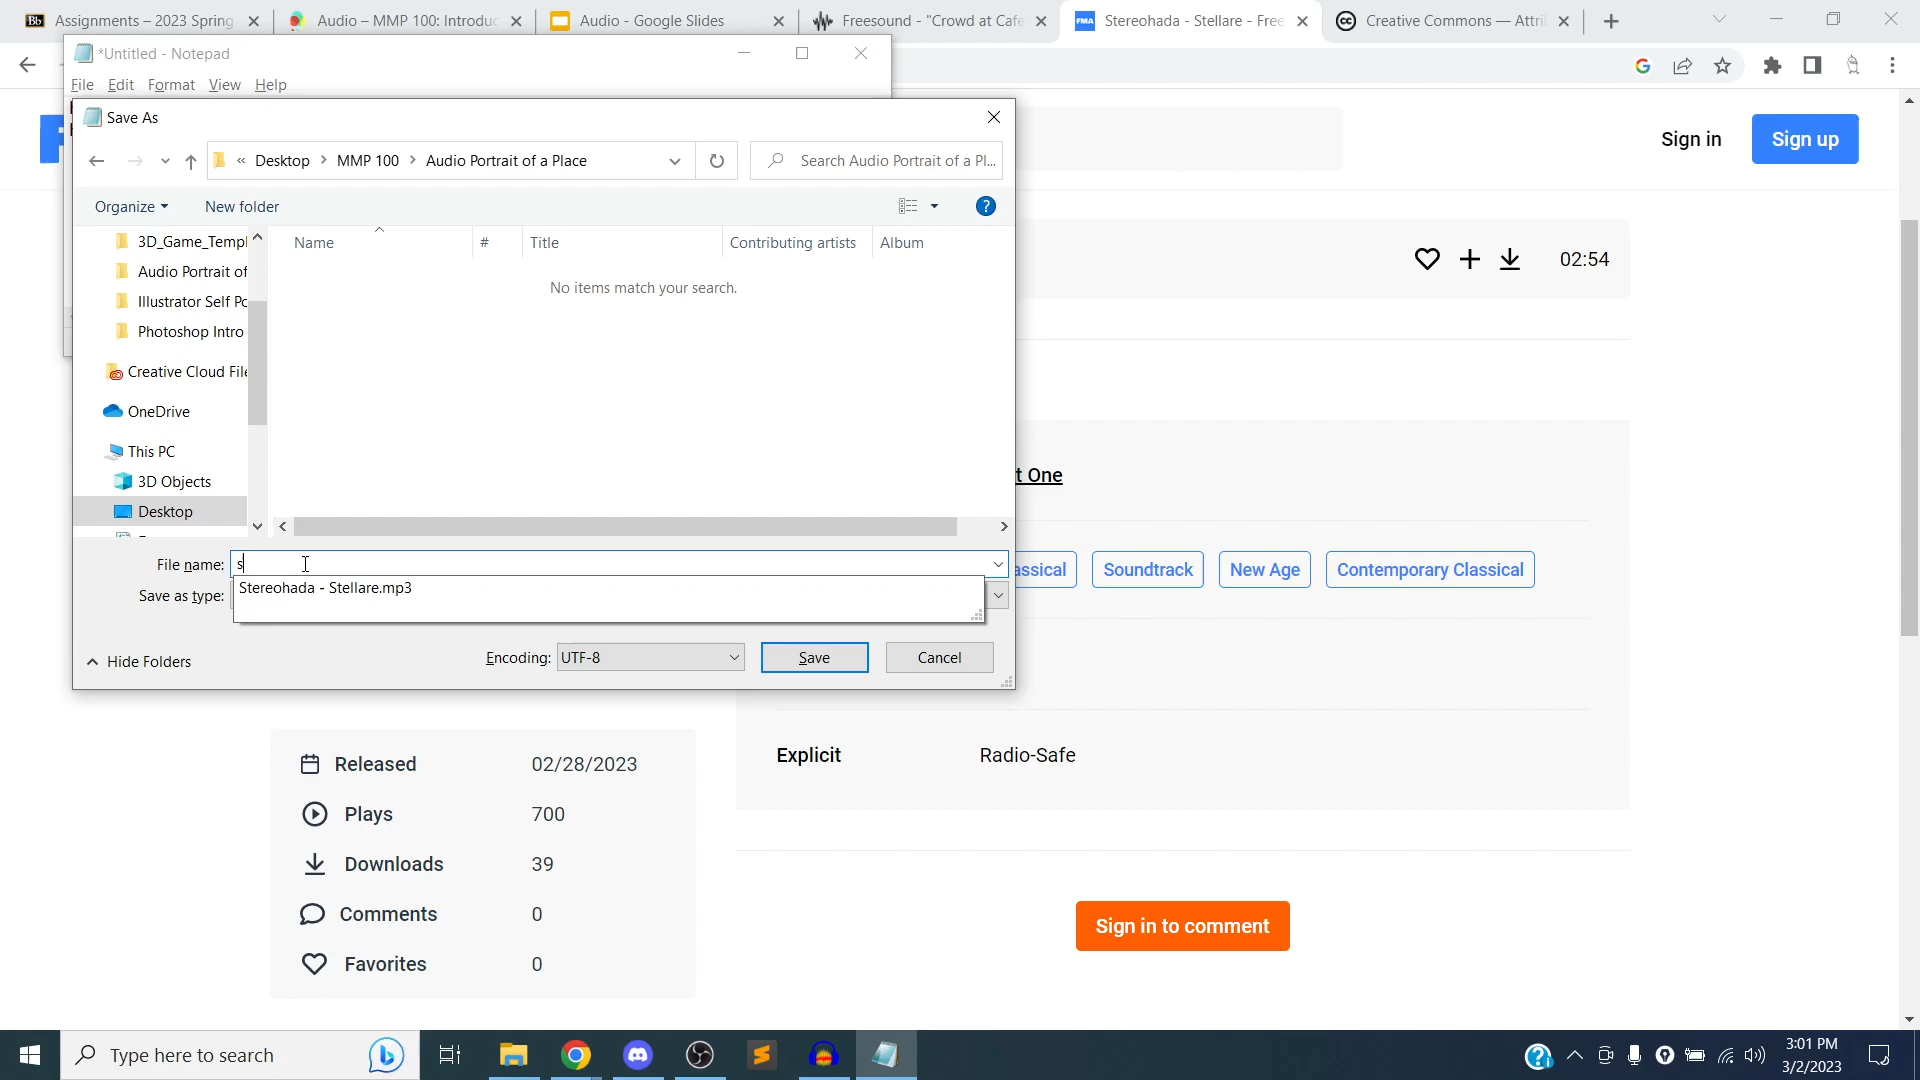 Assignments – 2023 Spring
Audio – MMP 100: Introduc
Audio - Google Slides
Freesound - "Crowd at Cafe
Stereohada - Stellare - Free
Creative Commons — Attri
*Untitled - Notepad
File Edit Format View Help
Save As
« Desktop > MMP 100 > Audio Portrait of a Place
Search Audio Portrait of a Pl...
Sign in
Sign up
Organize
New folder
3D_Game_Templ
Audio Portrait of
Illustrator Self Po
Photoshop Intro
Creative Cloud File
OneDrive
This PC
3D Objects
Desktop
Name # Title Contributing artists Album
No items match your search.
02:54
t One
File name: s
Stereohada - Stellare.mp3
Save as type:
assical
Soundtrack
New Age
Contemporary Classical
Hide Folders
Encoding: UTF-8
Save
Cancel
Released 02/28/2023
Plays 700
Downloads 39
Comments 0
Favorites 0
Explicit Radio-Safe
Sign in to comment
Type here to search
3:01 PM
3/2/2023